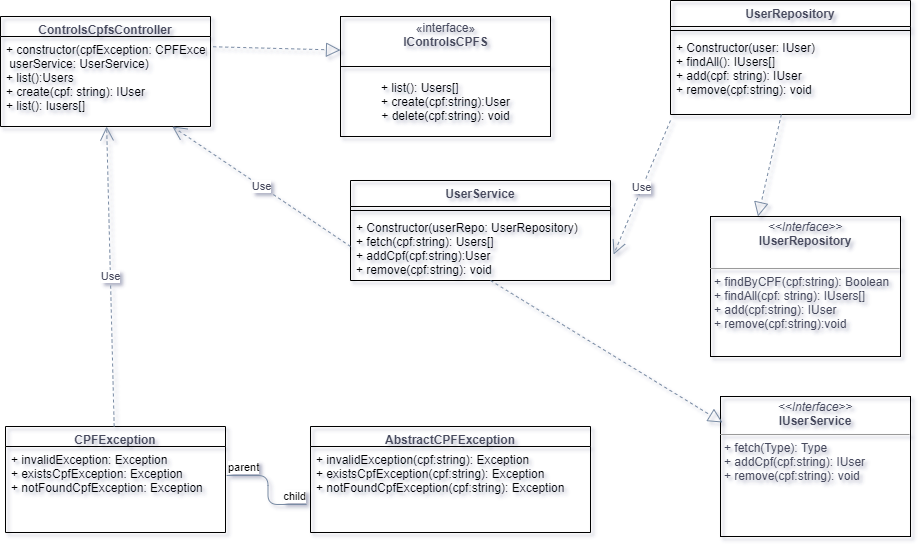 ControlsCpfsController
+ constructor(cpfException: CPFExce
userService: UserService)
+ list():Users
+ create(cpf: string): IUser
+ list(): Iusers[]
«interface»
IControlsCPFS
+ list(): Users[]
+ create(cpf:string):User
+ delete(cpf:string): void
UserRepository
+ Constructor(user: IUser)
+ findAll(): IUsers[]
+ add(cpf: string): IUser
+ remove(cpf:string): void
Use
Use
Use
UserService
+ Constructor(userRepo: UserRepository)
+ fetch(cpf:string): Users[]
+ addCpf(cpf:string):User
+ remove(cpf:string): void
<<Interface>>
IUserRepository
+ findByCPF(cpf:string): Boolean
+ findAll(cpf: string): IUsers[]
+ add(cpf:string): IUser
+ remove(cpf:string):void
<<Interface>>
IUserService
+ fetch(Type): Type
+ addCpf(cpf:string): IUser
+ remove(cpf:string): void
CPFException
+ invalidException: Exception
+ existsCpfException: Exception
+ notFoundCpfException: Exception
parent
child
AbstractCPFException
+ invalidException(cpf:string): Exception
+ existsCpfException(cpf:string): Exception
+ notFoundCpfException(cpf:string): Exception